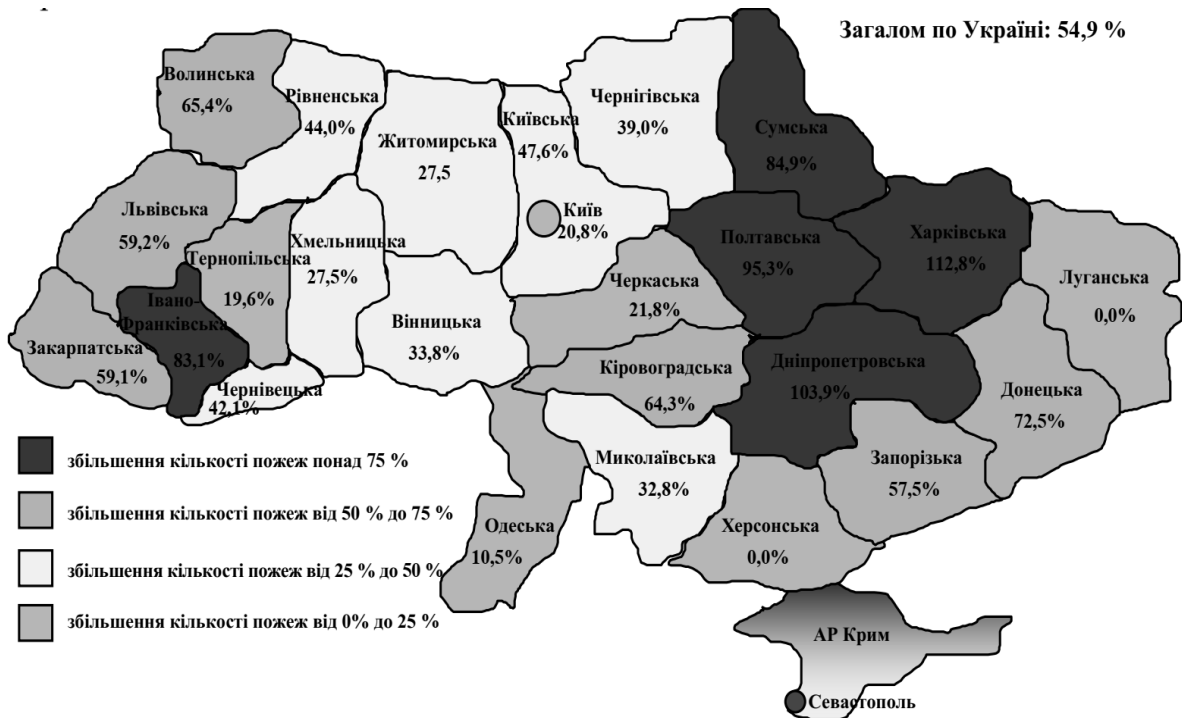 Загалом по Україні: 54,9 %
Волинська
65,4%
Рівненська
44,0%
Житомирська
27,5
Київська
47,6%
Чернігівська
39,0%
Сумська
84,9%
Київ
20,8%
Львівська
59,2%
Тернопільська
19,6%
Хмельницька
27,5%
Полтавська
95,3%
Харківська
112,8%
Луганська
0,0%
Черкаська
21,8%
Івано-
Франківська
83,1%
Вінницька
33,8%
Закарпатська
59,1%
Чернівецька
42,1%
Кіровоградська
64,3%
Дніпропетровська
103,9%
Донецька
72,5%
Миколаївська
32,8%
Запорізька
57,5%
Одеська
10,5%
Херсонська
0,0%
АР Крим
Севастополь
збільшення кількості пожеж понад 75 %
збільшення кількості пожеж від 50 % до 75 %
збільшення кількості пожеж від 25 % до 50 %
збільшення кількості пожеж від 0% до 25 %